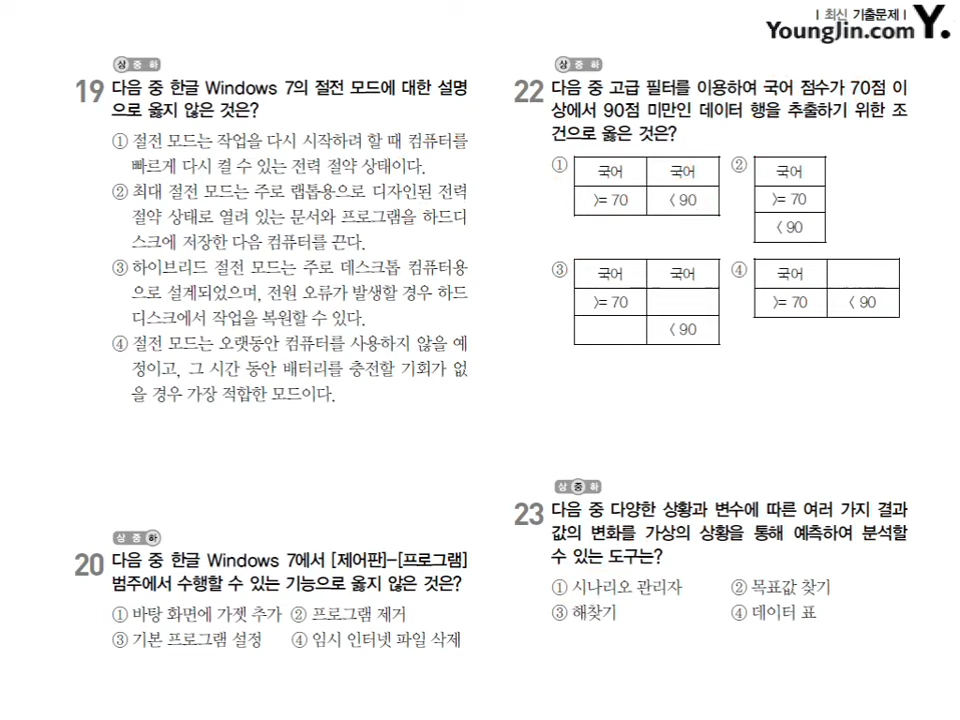 | 최신 기출문제 |
YoungJin.com Y.
상 중 하
19 다음 중 한글 Windows 7의 절전 모드에 대한 설명
으로 옳지 않은 것은?
① 절전 모드는 작업을 다시 시작하려 할 때 컴퓨터를
빠르게 다시 켤 수 있는 전력 절약 상태이다.
② 최대 절전 모드는 주로 랩톱용으로 디자인된 전력
절약 상태로 열려 있는 문서와 프로그램을 하드디
스크에 저장한 다음 컴퓨터를 끈다.
③ 하이브리드 절전 모드는 주로 데스크톱 컴퓨터용
으로 설계되었으며, 전원 오류가 발생할 경우 하드
디스크에서 작업을 복원할 수 있다.
④ 절전 모드는 오랫동안 컴퓨터를 사용하지 않을 예
정이고, 그 시간 동안 배터리를 충전할 기회가 없
을 경우 가장 적합한 모드이다.
상 중 하
20 다음 중 한글 Windows 7에서 [제어판]-[프로그램]
범주에서 수행할 수 있는 기능으로 옳지 않은 것은?
① 바탕 화면에 가젯 추가 ② 프로그램 제거
③ 기본 프로그램 설정 ④ 임시 인터넷 파일 삭제
상 중 하
22 다음 중 고급 필터를 이용하여 국어 점수가 70점 이
상에서 90점 미만인 데이터 행을 추출하기 위한 조
건으로 옳은 것은?
① 국어 국어 ② 국어
>= 70 < 90 >= 70
< 90
③ 국어 국어 ④ 국어
>= 70 >= 70 < 90
< 90
상 중 하
23 다음 중 다양한 상황과 변수에 따른 여러 가지 결과
값의 변화를 가상의 상황을 통해 예측하여 분석할
수 있는 도구는?
① 시나리오 관리자 ② 목표값 찾기
③ 해찾기 ④ 데이터 표